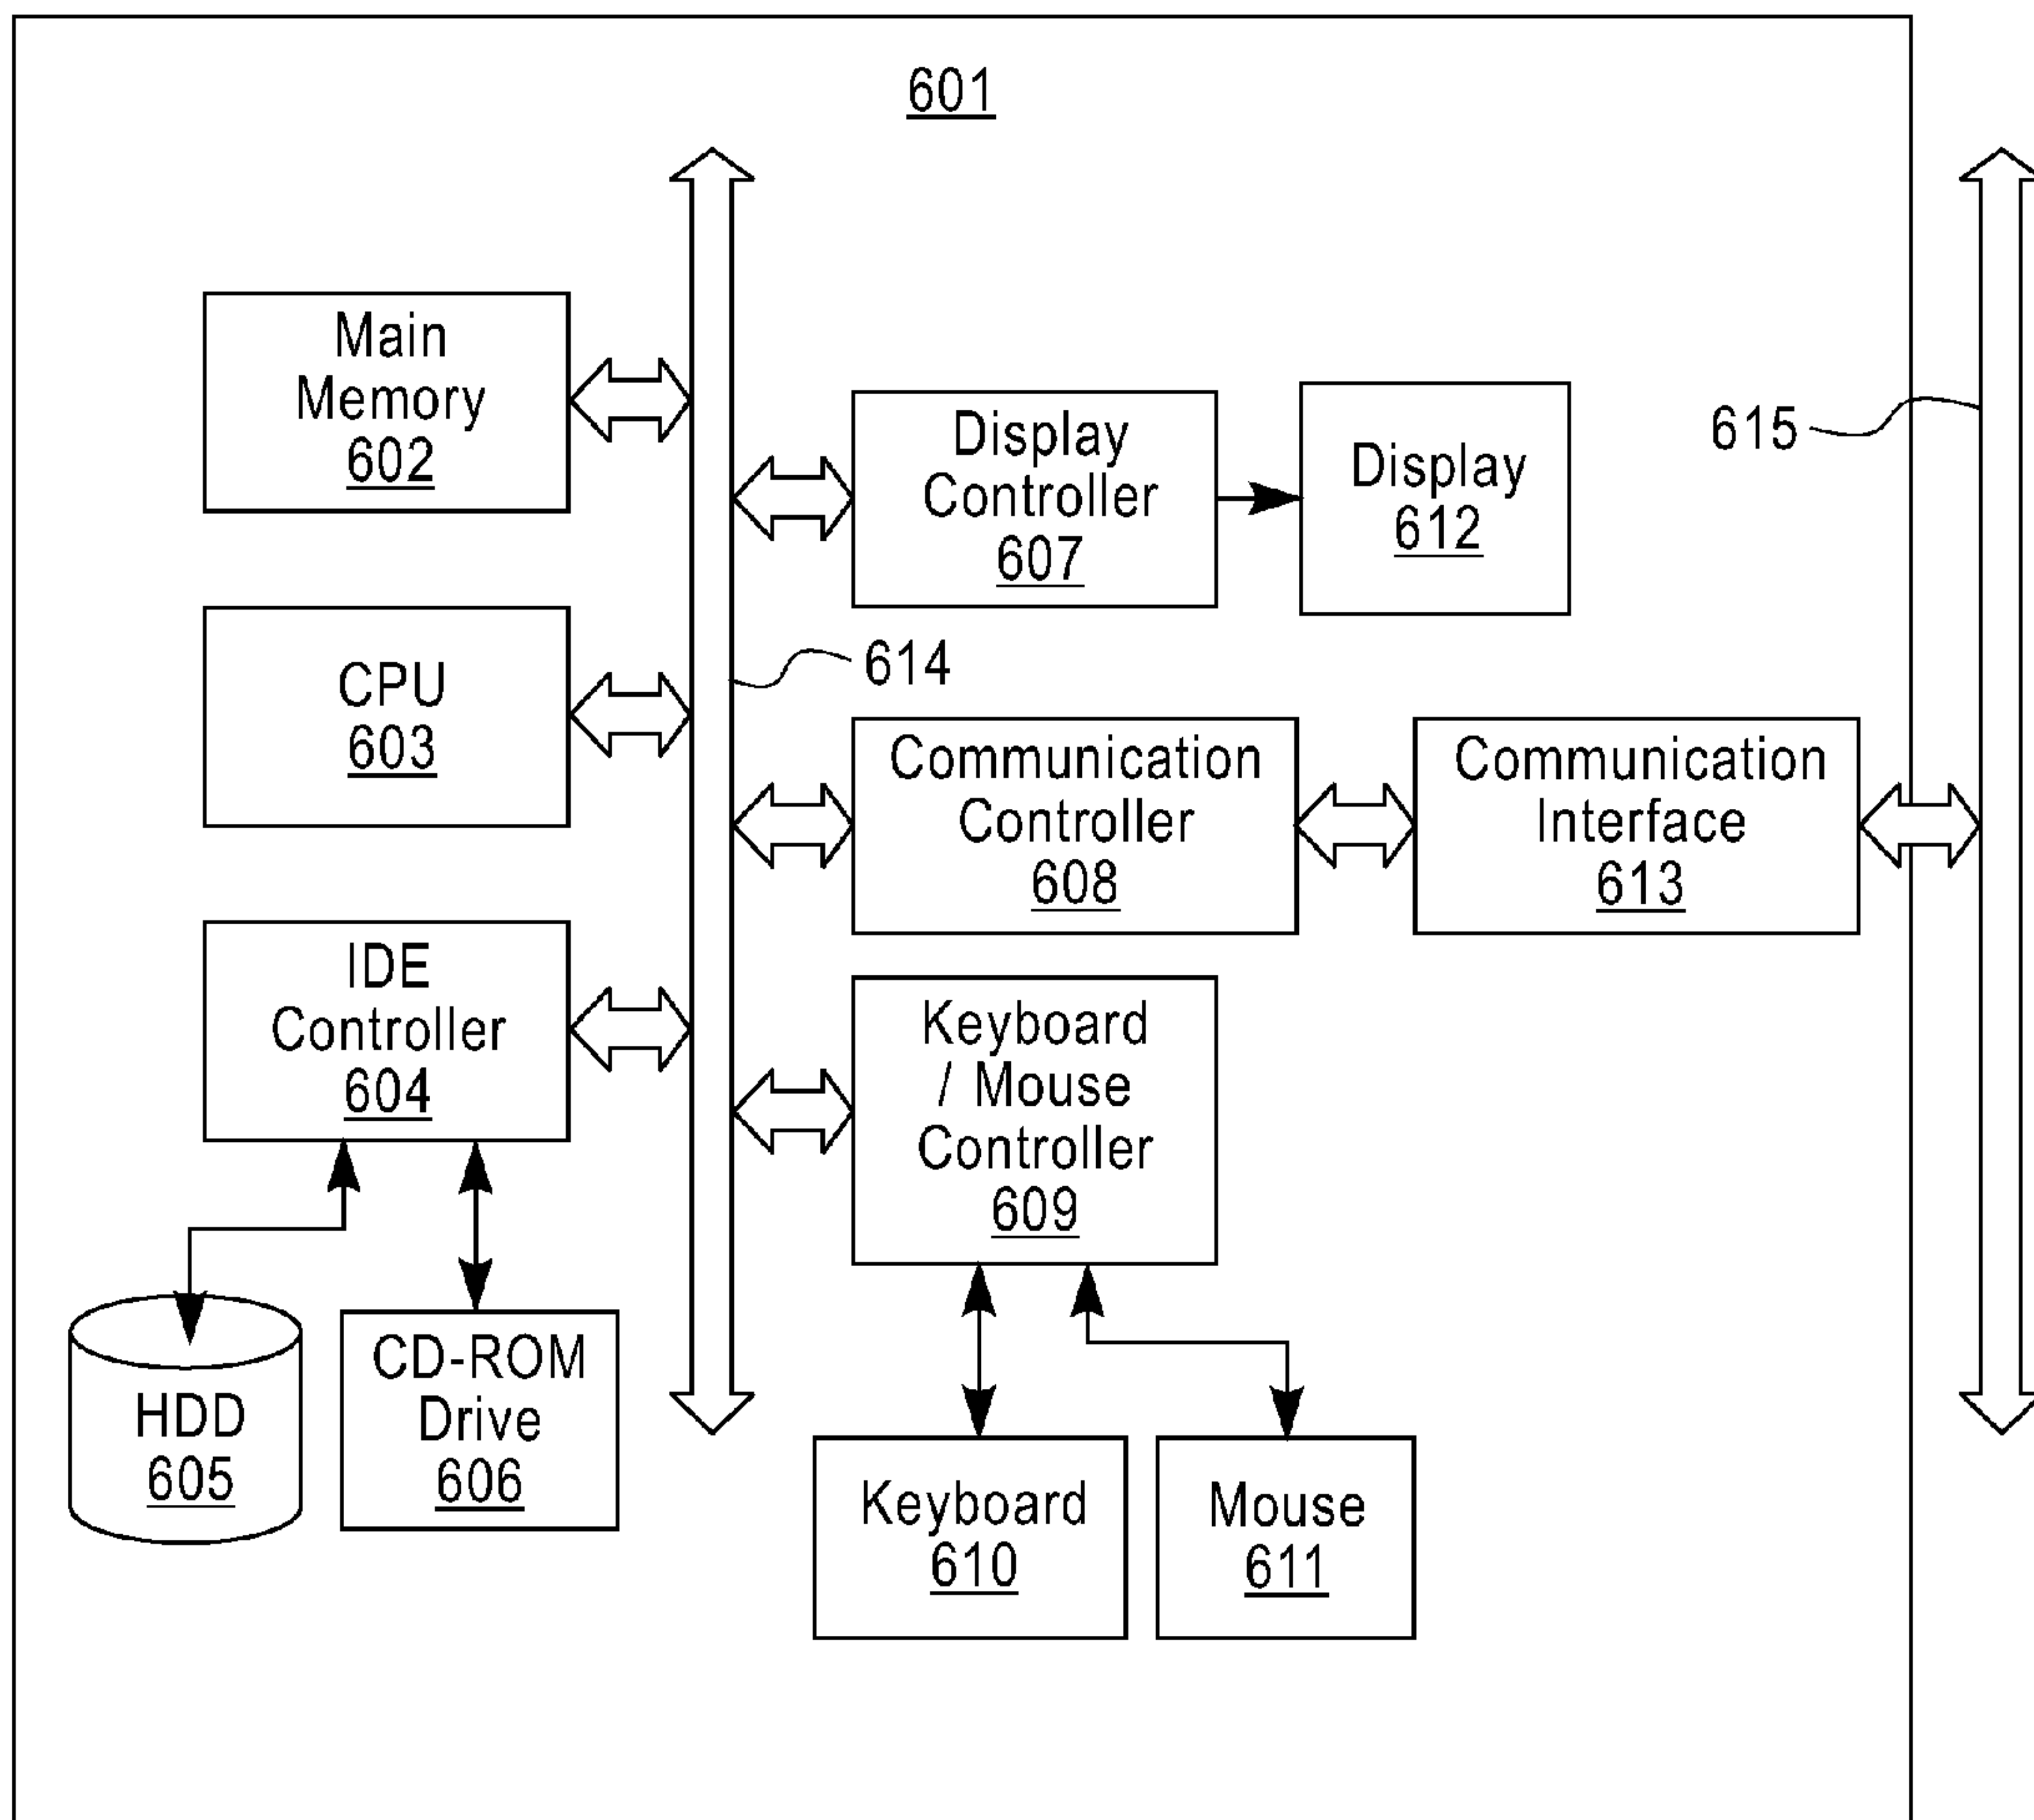 601
Main
Memory
602
Display
Controller
607
Display
612
615
CPU
603
614
Communication
Controller
608
Communication
Interface
613
IDE
Controller
604
Keyboard
/ Mouse
Controller
609
HDD
605
CD-ROM
Drive
606
Keyboard
610
Mouse
611